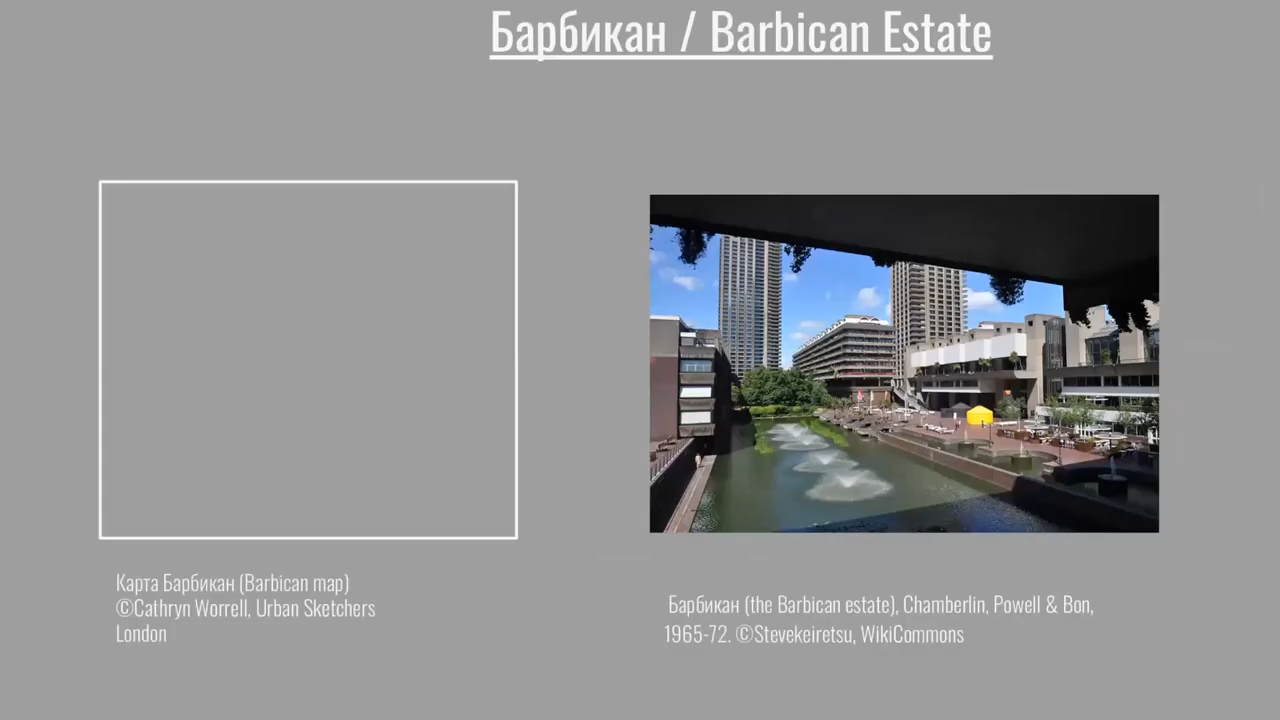 Барбикан / Barbican Estate
Карта Барбикан (Barbican map)
©Cathryn Worrell, Urban Sketchers
London
Барбикан (the Barbican estate), Chamberlin, Powell & Bon,
1965-72. ©Stevekeiretsu, WikiCommons